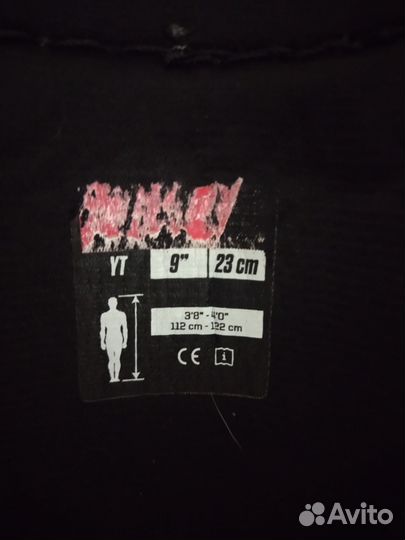 YT 9" 23 cm
3'8" - 4'0"
112 cm - 122 cm
CE i
Avito